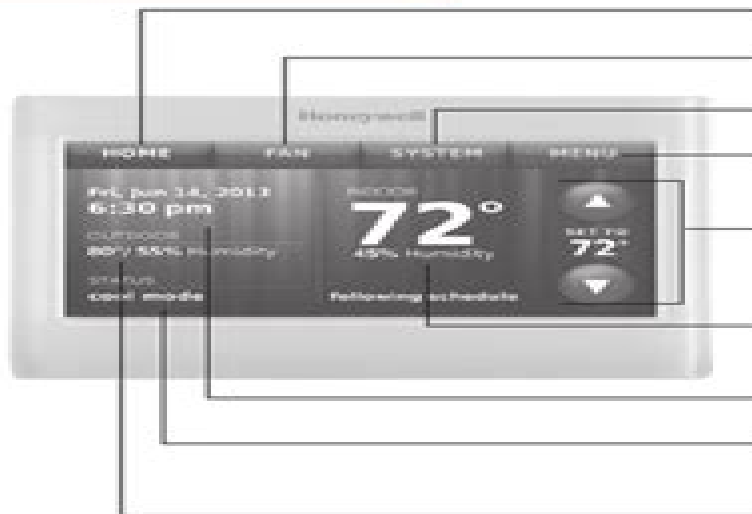 Honeywell
HOME FAN SYSTEM MENU
Fri, Jun 14, 2013
6:30 pm
OUTDOOR
80°/ 55% Humidity
STATUS
cool mode
INDOOR
72°
45% Humidity
following schedule
SET TO
72°